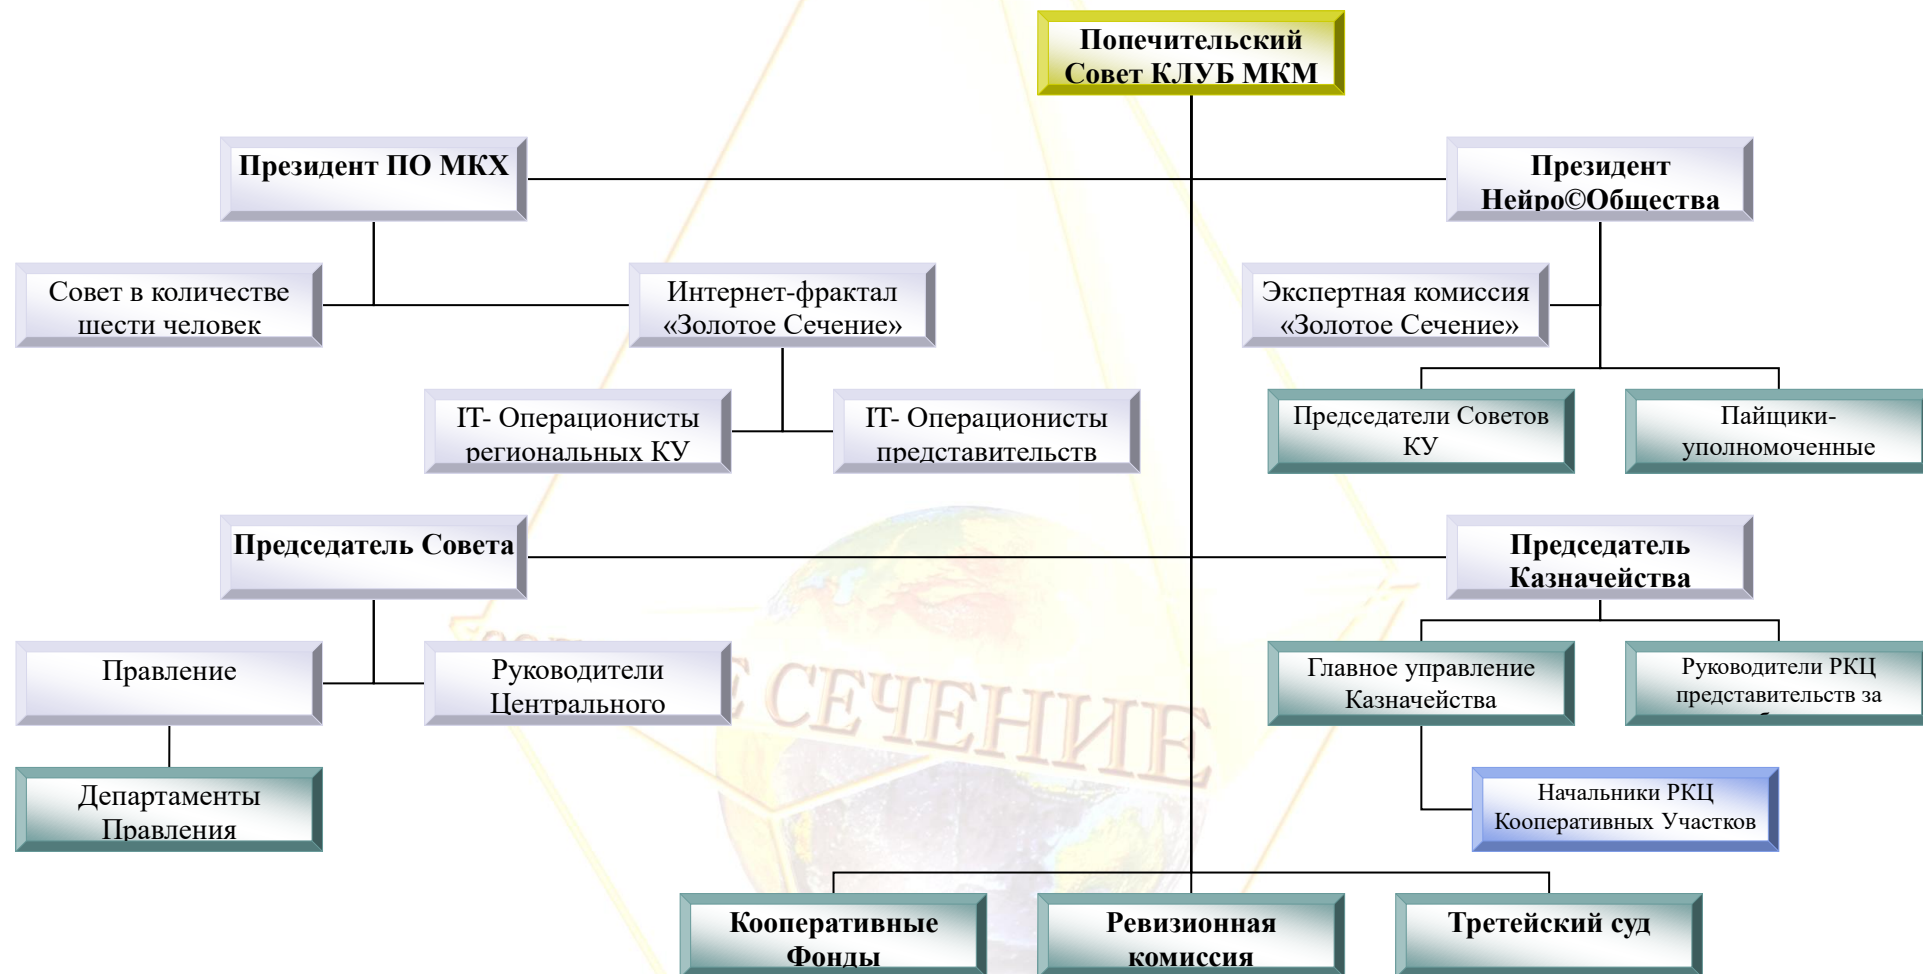 Попечительский
Совет КЛУБ МКМ
Президент ПО МКХ
Президент
Нейро©Общества
Совет в количестве
шести человек
Интернет-фрактал
«Золотое Сечение»
Экспертная комиссия
«Золотое Сечение»
IT- Операционисты
региональных КУ
IT- Операционисты
представительств
Председатели Советов
КУ
Пайщики-
уполномоченные
Председатель Совета
Председатель
Казначейства
Правление
Руководители
Центрального
Главное управление
Казначейства
Руководители РКЦ
представительств за
Е СЕЧЕНИЕ
Департаменты
Правления
Начальники РКЦ
Кооперативных Участков
Кооперативные
Фонды
Ревизионная
комиссия
Третейский суд